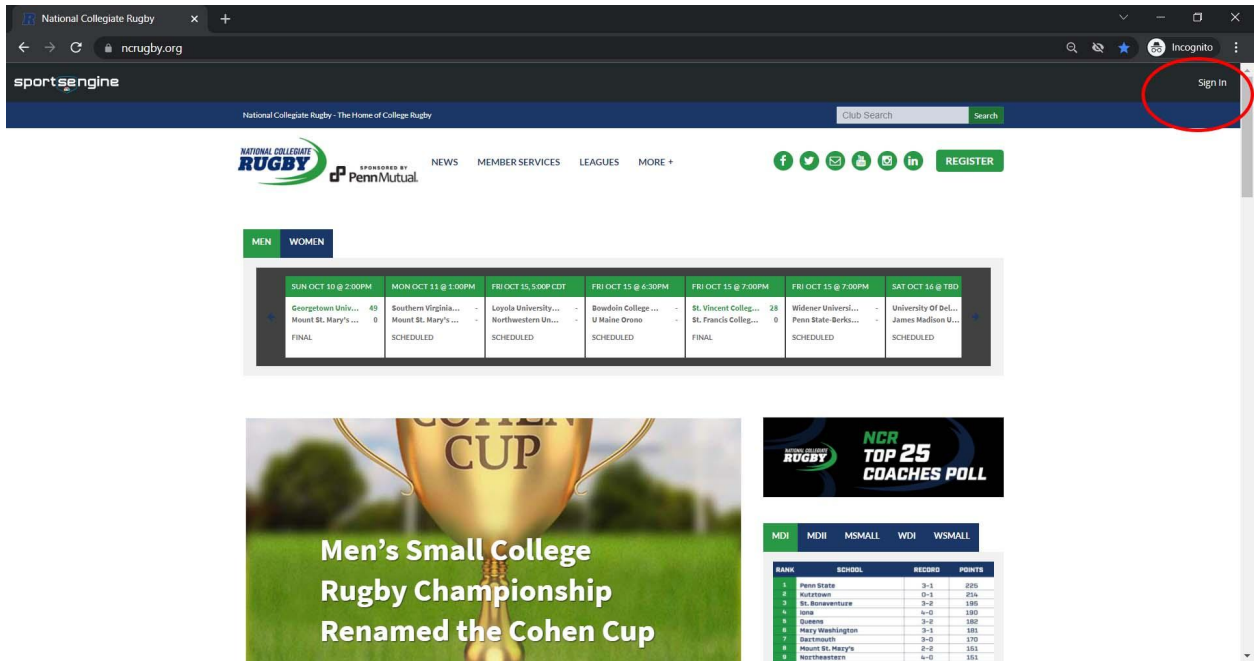 National Collegiate Rugby
ncrugby.org
Incognito
sportsengine
Sign In
National Collegiate Rugby - The Home of College Rugby
Club Search
Search
NATIONAL COLLEGIATE
RUGBY
SPONSORED BY
PennMutual.
NEWS MEMBER SERVICES LEAGUES MORE +
REGISTER
MEN WOMEN
SUN OCT 10 @ 2:00PM
Georgetown Univ... 49
Mount St. Mary's ... 0
FINAL
MON OCT 11 @ 1:00PM
Southern Virginia... -
Mount St. Mary's ... -
SCHEDULED
FRI OCT 15, 5:00P CDT
Loyola University... -
Northwestern Un... -
SCHEDULED
FRI OCT 15 @ 6:30PM
Bowdoin College ... -
U Maine Orono -
SCHEDULED
FRI OCT 15 @ 7:00PM
St. Vincent Colleg... 28
St. Francis Colleg... 0
FINAL
FRI OCT 15 @ 7:00PM
Widener Universi... -
Penn State-Berks... -
SCHEDULED
SAT OCT 16 @ TBD
University Of Del...
James Madison U...
SCHEDULED
COHEN
CUP
Men's Small College
Rugby Championship
Renamed the Cohen Cup
NATIONAL COLLEGIATE
RUGBY
NCR
TOP 25
COACHES POLL
MDI MDII MSMALL WDI WSMALL
RANK SCHOOL RECORD POINTS
1 Penn State 3-1 225
2 Kutztown 0-1 214
3 St. Bonaventure 3-2 195
4 Iona 4-0 190
5 Queens 3-2 182
6 Mary Washington 3-1 181
7 Dartmouth 3-0 170
8 Mount St. Mary's 2-2 161
9 Northeastern 4-0 151